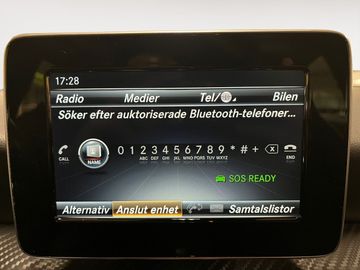 17:28
Radio Medier Tel/ Bilen
Söker efter auktoriserade Bluetooth-telefoner...
CALL NAME 0 1 2 3 4 5 6 7 8 9 * # + END
ABC DEF GHI JKL MNO PQRS TUV WXYZ
SOS READY
Alternativ Anslut enhet Samtalslistor